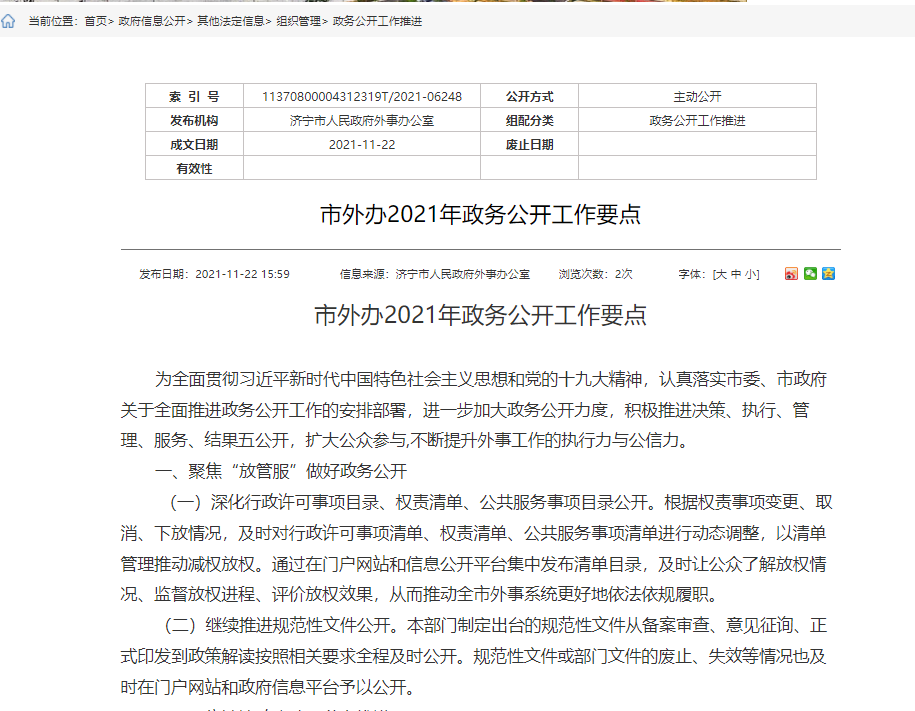 当前位置：首页> 政府信息公开> 其他法定信息> 组织管理> 政务公开工作推进
索 引 号 11370800004312319T/2021-06248 公开方式 主动公开
发布机构 济宁市人民政府外事办公室 组配分类 政务公开工作推进
成文日期 2021-11-22 废止日期
有效性
市外办2021年政务公开工作要点
发布日期：2021-11-22 15:59 信息来源：济宁市人民政府外事办公室 浏览次数：2次 字体：[大 中 小]
市外办2021年政务公开工作要点
为全面贯彻习近平新时代中国特色社会主义思想和党的十九大精神，认真落实市委、市政府
关于全面推进政务公开工作的安排部署，进一步加大政务公开力度，积极推进决策、执行、管
理、服务、结果五公开，扩大公众参与,不断提升外事工作的执行力与公信力。
一、聚焦“放管服”做好政务公开
（一）深化行政许可事项目录、权责清单、公共服务事项目录公开。根据权责事项变更、取
消、下放情况，及时对行政许可事项清单、权责清单、公共服务事项清单进行动态调整，以清单
管理推动减权放权。通过在门户网站和信息公开平台集中发布清单目录，及时让公众了解放权情
况、监督放权进程、评价放权效果，从而推动全市外事系统更好地依法依规履职。
（二）继续推进规范性文件公开。本部门制定出台的规范性文件从备案审查、意见征询、正
式印发到政策解读按照相关要求全程及时公开。规范性文件或部门文件的废止、失效等情况也及
时在门户网站和政府信息平台予以公开。